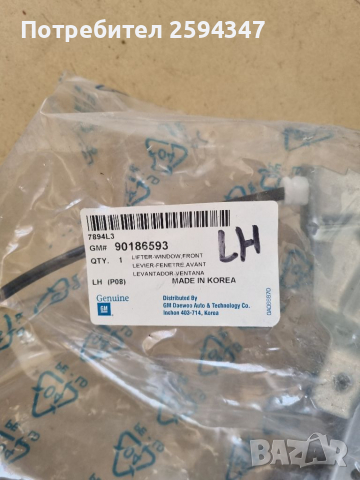 Потребител 2594347
7894L3
GM# 90186593
QTY. 1 LIFTER-WINDOW,FRONT
LEVIER,FENETRE,AVANT
LEVANTADOR,VENTANA
LH (P08) MADE IN KOREA
LH
Genuine
GM
Distributed By
GM Daewoo Auto & Technology Co.
Inchon 403-714, Korea
BAZAR